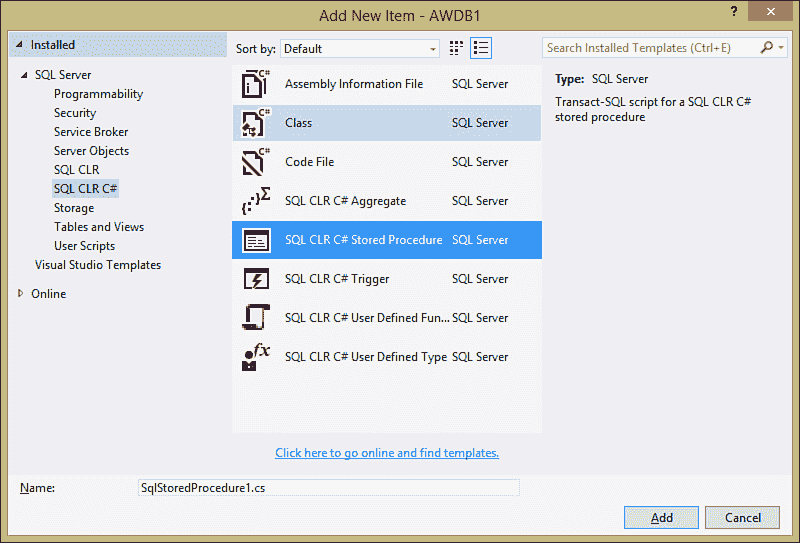 Add New Item - AWDB1
?
Installed
Sort by: Default
Search Installed Templates (Ctrl+E)
SQL Server
Programmability
Security
Service Broker
Server Objects
SQL CLR
SQL CLR C#
Storage
Tables and Views
User Scripts
Visual Studio Templates
Online
Assembly Information File SQL Server
Class SQL Server
Code File SQL Server
SQL CLR C# Aggregate SQL Server
SQL CLR C# Stored Procedure SQL Server
SQL CLR C# Trigger SQL Server
SQL CLR C# User Defined Fun... SQL Server
SQL CLR C# User Defined Type SQL Server
Type: SQL Server
Transact-SQL script for a SQL CLR C#
stored procedure
Click here to go online and find templates.
Name: SqlStoredProcedure1.cs
Add Cancel